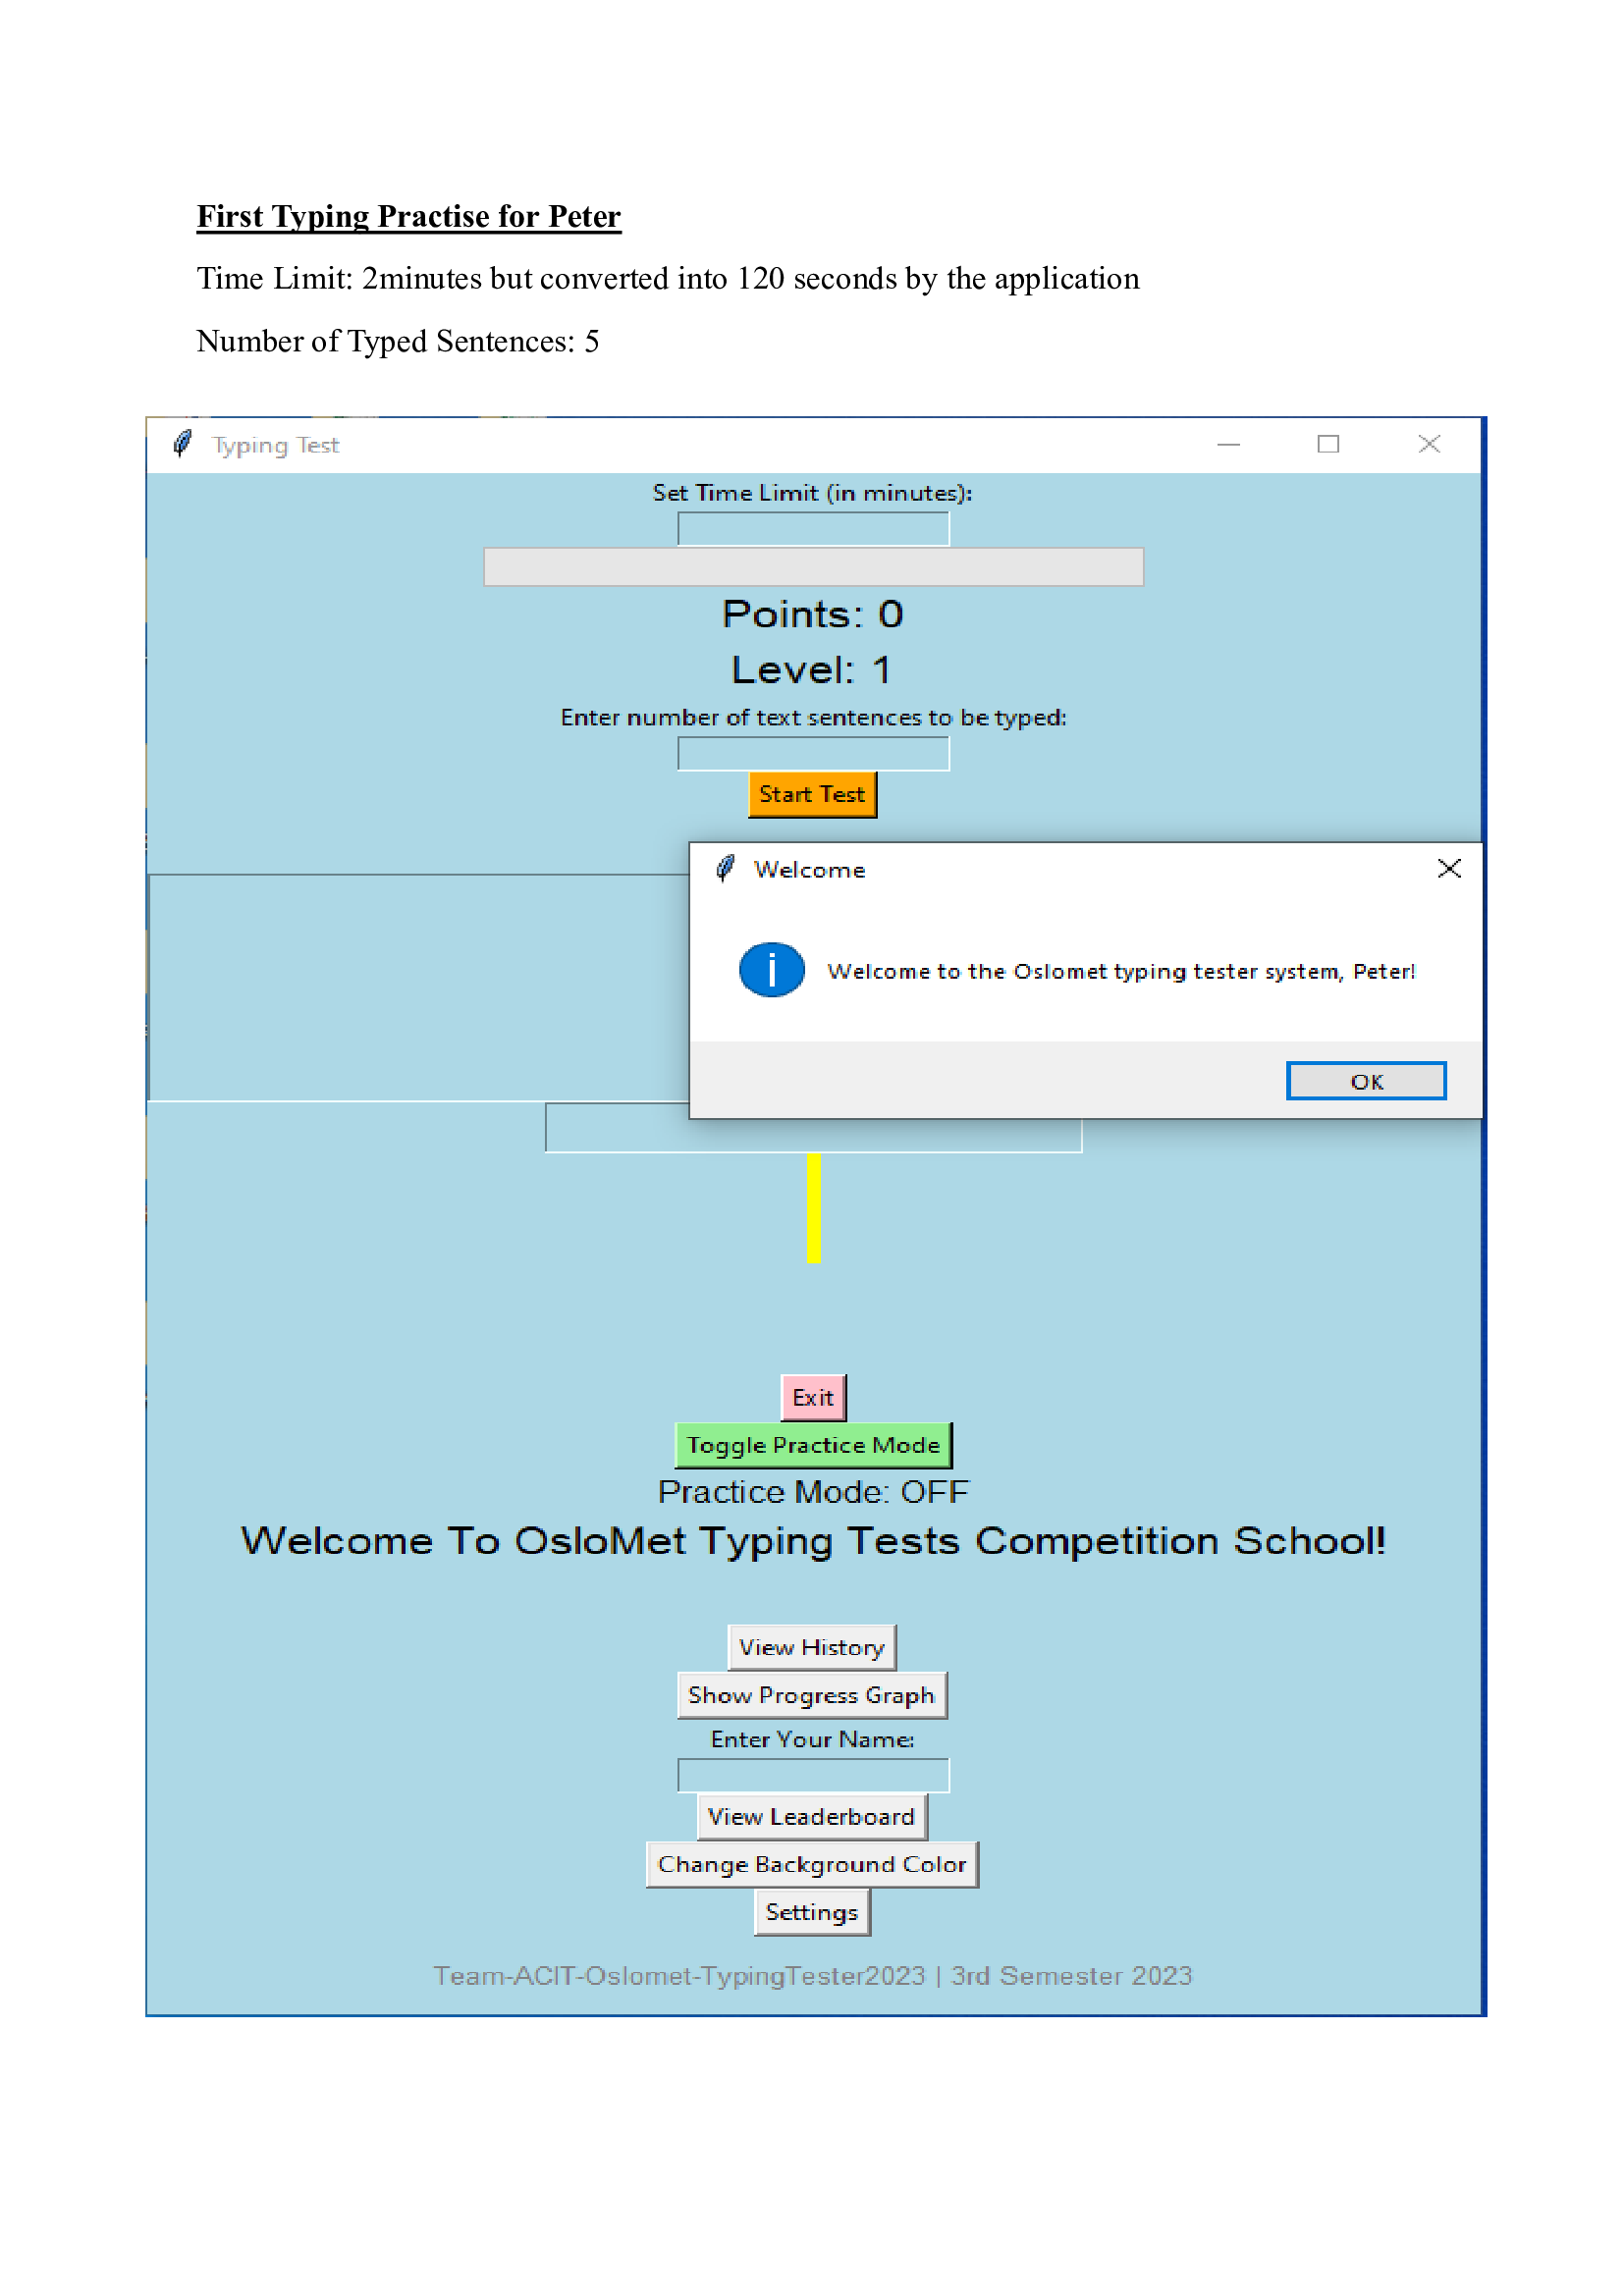 First Typing Practise for Peter
Time Limit: 2minutes but converted into 120 seconds by the application
Number of Typed Sentences: 5
Typing Test
Set Time Limit (in minutes):
Points: 0
Level: 1
Enter number of text sentences to be typed:
Start Test
Welcome
Welcome to the Oslomet typing tester system, Peter!
OK
Exit
Toggle Practice Mode
Practice Mode: OFF
Welcome To OsloMet Typing Tests Competition School!
View History
Show Progress Graph
Enter Your Name:
View Leaderboard
Change Background Color
Settings
Team-ACIT-Oslomet-TypingTester2023 | 3rd Semester 2023